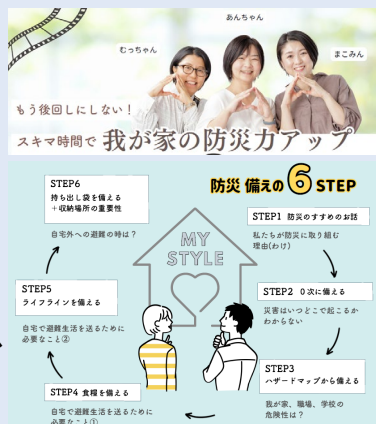 あんちゃん
むっちゃん
まこみん
もう後回しにしない！
スキマ時間で 我が家の防災力アップ
防災 備えの 6 STEP
STEP1 防災のすすめのお話
私たちが防災に取り組む
理由(わけ)
STEP2 0次に備える
災害はいつどこで起こるか
わからない
STEP3
ハザードマップから備える
我が家、職場、学校の
危険性は？
STEP4 食糧を備える
自宅で避難生活を送るために
必要なこと①
STEP5
ライフラインを備える
自宅で避難生活を送るために
必要なこと②
STEP6
持ち出し袋を備える
＋収納場所の重要性
自宅外への避難の時は？
MY
STYLE